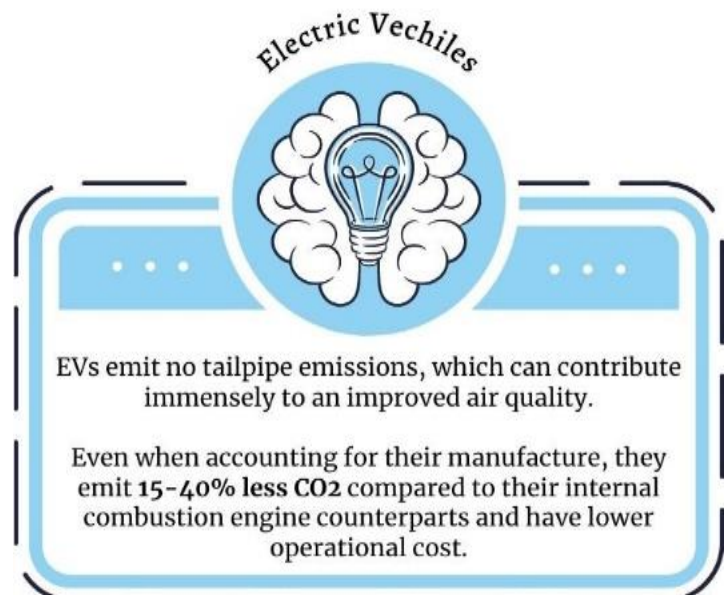 Electric Vechiles
EVs emit no tailpipe emissions, which can contribute
immensely to an improved air quality.
Even when accounting for their manufacture, they
emit 15-40% less CO2 compared to their internal
combustion engine counterparts and have lower
operational cost.